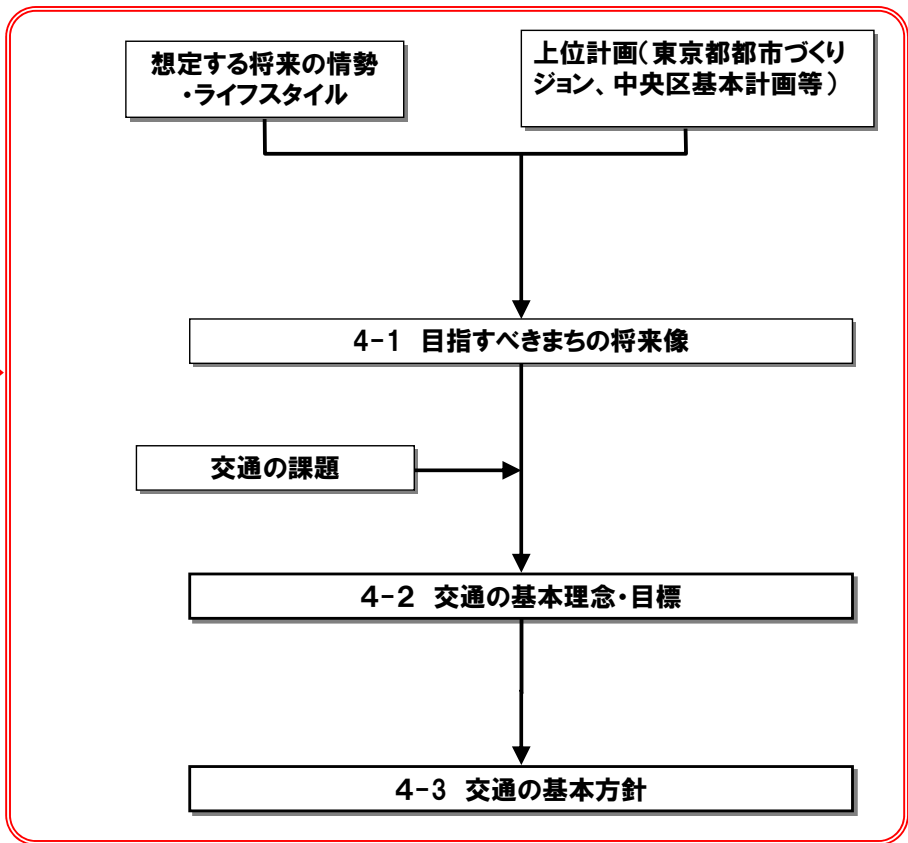 想定する将来の情勢
・ライフスタイル
上位計画(東京都都市づくり
ジョン、中央区基本計画等)
4-1 目指すべきまちの将来像
交通の課題
4-2 交通の基本理念・目標
4-3 交通の基本方針